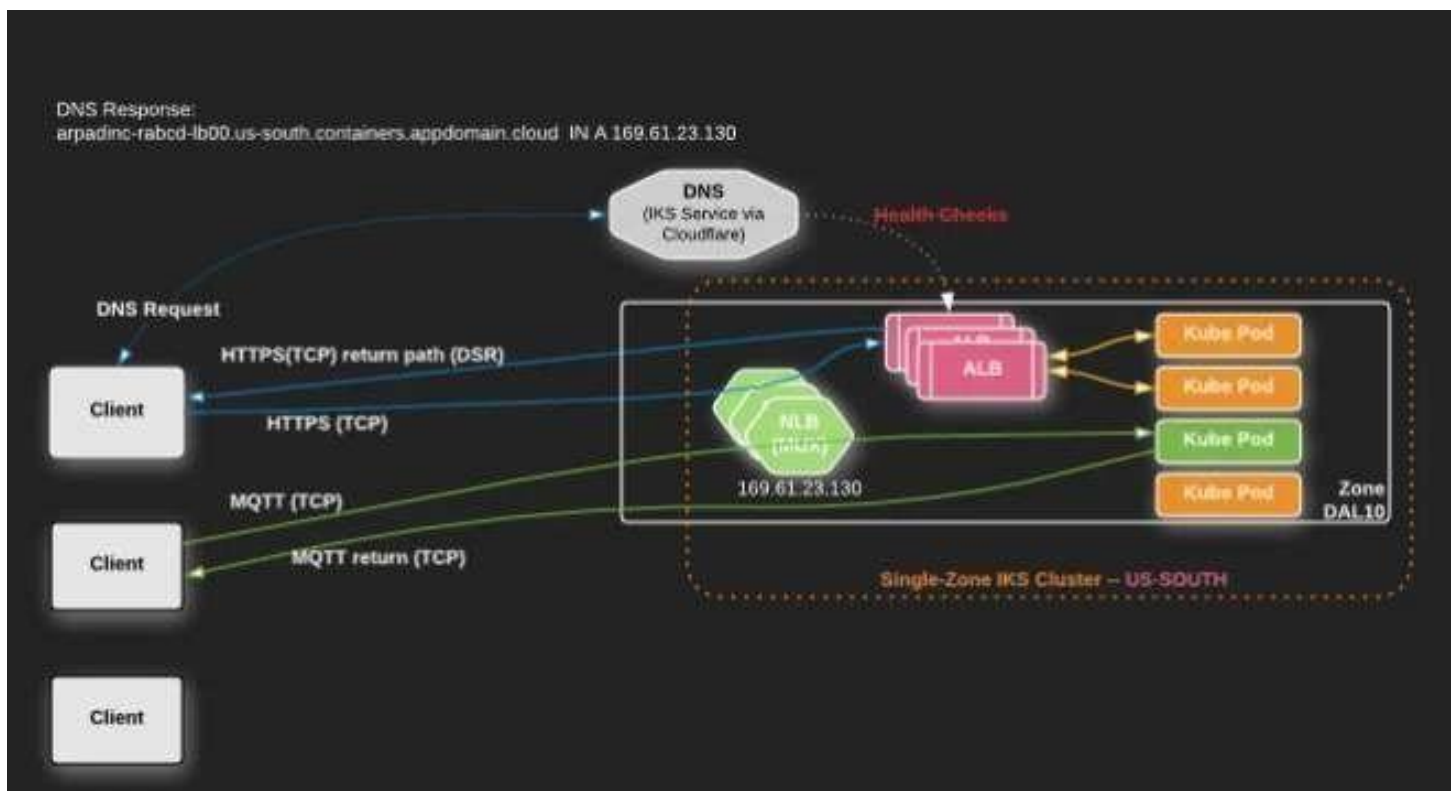 DNS Response:
arpadinc-rabcd-lb00.us-south.containers.appdomain.cloud IN A 169.61.23.130
DNS
(IKS Service via
Cloudflare)
Health Checks
DNS Request
HTTPS(TCP) return path (DSR)
ALB
ALB
Kube Pod
Kube Pod
Client
HTTPS (TCP)
NLB
(MUX)
Kube Pod
169.61.23.130
Kube Pod
Zone
DAL10
MQTT (TCP)
MQTT return (TCP)
Client
Single-Zone IKS Cluster – US-SOUTH
Client